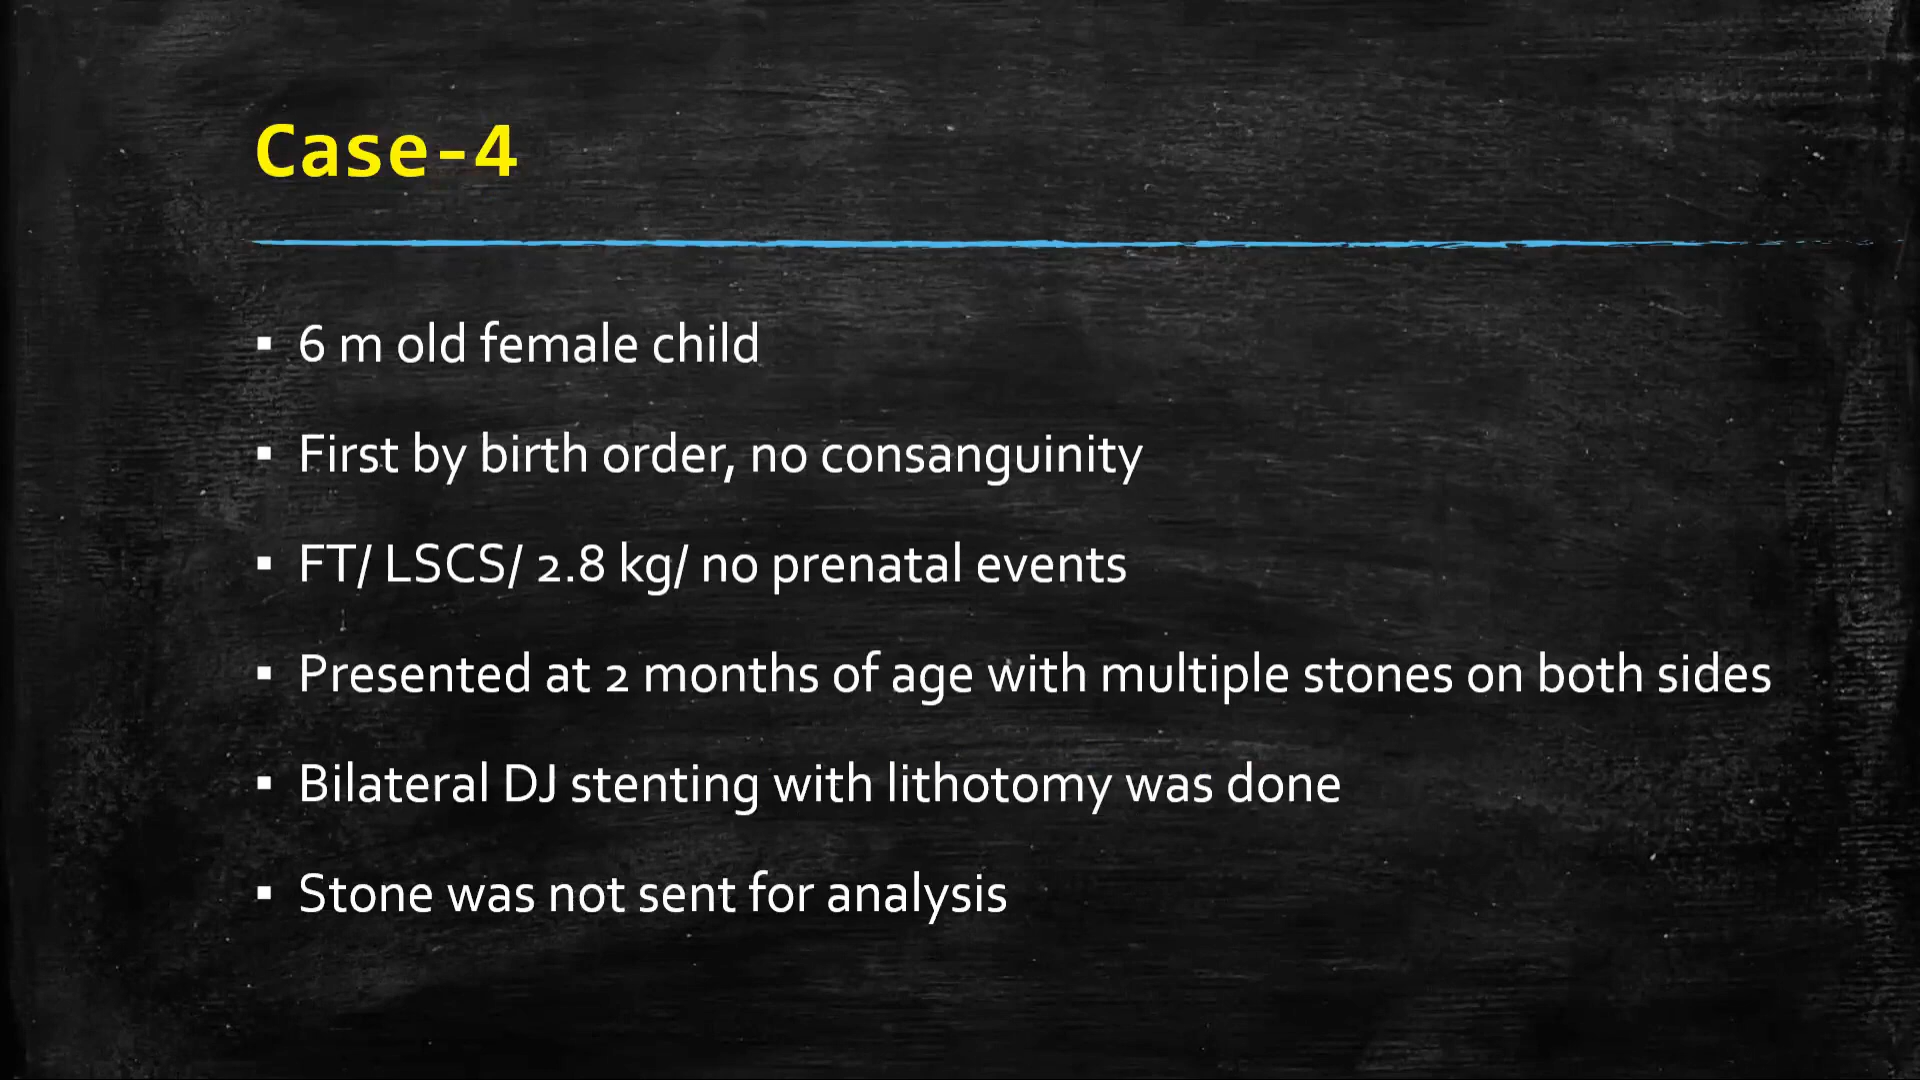 Case-4
▪ 6 m old female child
▪ First by birth order, no consanguinity
▪ FT/ LSCS/ 2.8 kg/ no prenatal events
▪ Presented at 2 months of age with multiple stones on both sides
▪ Bilateral DJ stenting with lithotomy was done
▪ Stone was not sent for analysis